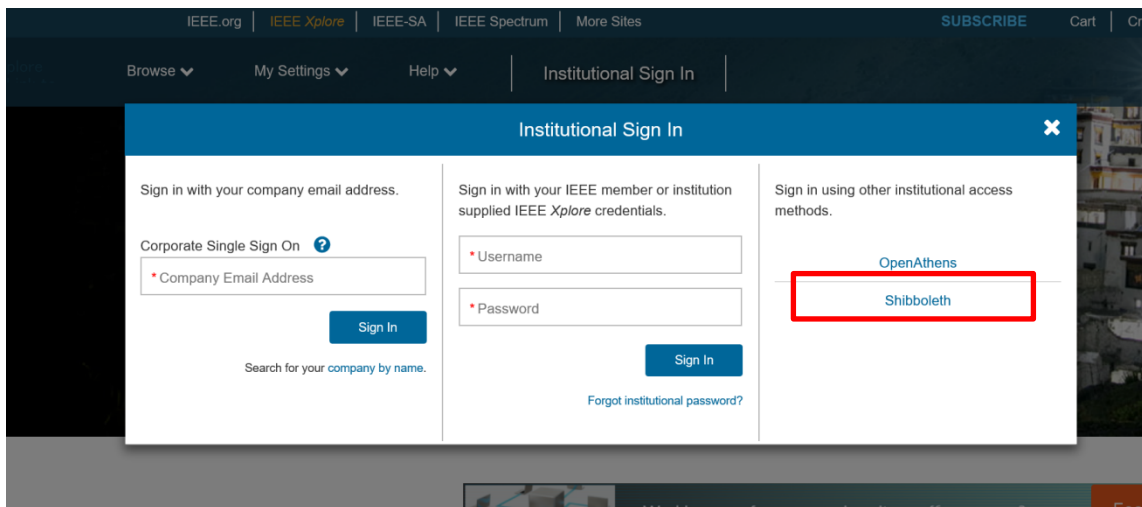 IEEE.org IEEE Xplore IEEE-SA IEEE Spectrum More Sites SUBSCRIBE Cart
Browse My Settings Help Institutional Sign In
Institutional Sign In
Sign in with your company email address.
Corporate Single Sign On ?
* Company Email Address
Sign In
Search for your company by name.
Sign in with your IEEE member or institution
supplied IEEE Xplore credentials.
* Username
* Password
Sign In
Forgot institutional password?
Sign in using other institutional access
methods.
OpenAthens
Shibboleth